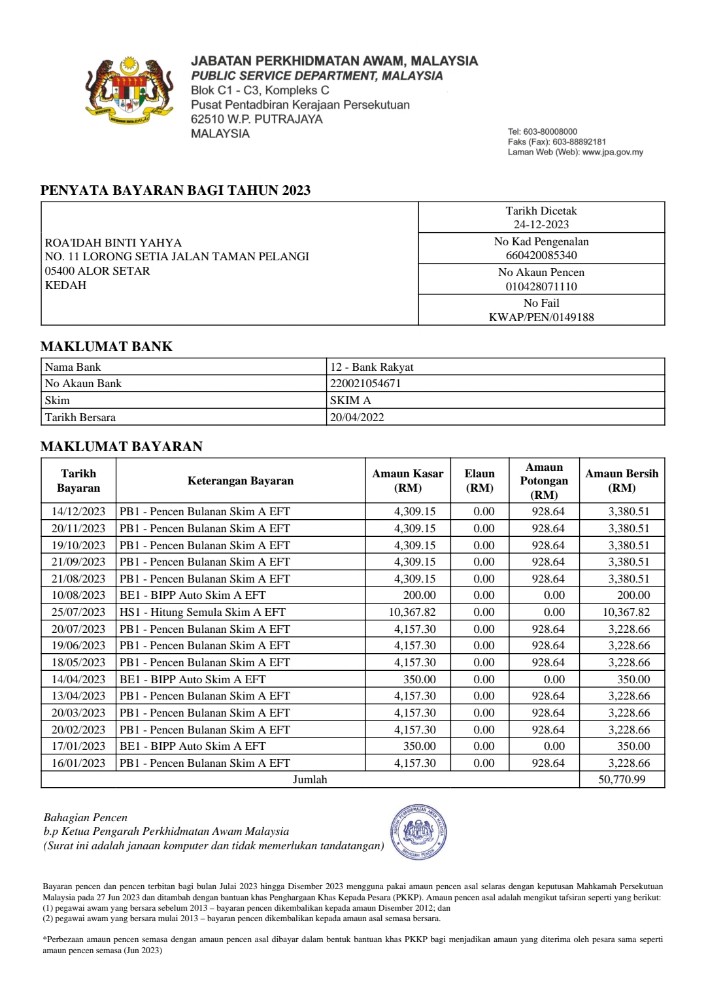 JABATAN PERKHIDMATAN AWAM, MALAYSIA
PUBLIC SERVICE DEPARTMENT, MALAYSIA
Blok C1 - C3, Kompleks C
Pusat Pentadbiran Kerajaan Persekutuan
62510 W.P. PUTRAJAYA
MALAYSIA
Tel: 603-80008000
Faks (Fax): 603-88892181
Laman Web (Web): www.jpa.gov.my
PENYATA BAYARAN BAGI TAHUN 2023
ROA'IDAH BINTI YAHYA
NO. 11 LORONG SETIA JALAN TAMAN PELANGI
05400 ALOR SETAR
KEDAH
Tarikh Dicetak
24-12-2023
No Kad Pengenalan
660420085340
No Akaun Pencen
010428071110
No Fail
KWAP/PEN/0149188
MAKLUMAT BANK
Nama Bank 12 - Bank Rakyat
No Akaun Bank 220021054671
Skim SKIM A
Tarikh Bersara 20/04/2022
MAKLUMAT BAYARAN
Tarikh Bayaran Keterangan Bayaran Amaun Kasar (RM) Elaun (RM) Amaun Potongan (RM) Amaun Bersih (RM)
14/12/2023 PB1 - Pencen Bulanan Skim A EFT 4,309.15 0.00 928.64 3,380.51
20/11/2023 PB1 - Pencen Bulanan Skim A EFT 4,309.15 0.00 928.64 3,380.51
19/10/2023 PB1 - Pencen Bulanan Skim A EFT 4,309.15 0.00 928.64 3,380.51
21/09/2023 PB1 - Pencen Bulanan Skim A EFT 4,309.15 0.00 928.64 3,380.51
21/08/2023 PB1 - Pencen Bulanan Skim A EFT 4,309.15 0.00 928.64 3,380.51
10/08/2023 BE1 - BIPP Auto Skim A EFT 200.00 0.00 0.00 200.00
25/07/2023 HS1 - Hitung Semula Skim A EFT 10,367.82 0.00 0.00 10,367.82
20/07/2023 PB1 - Pencen Bulanan Skim A EFT 4,157.30 0.00 928.64 3,228.66
19/06/2023 PB1 - Pencen Bulanan Skim A EFT 4,157.30 0.00 928.64 3,228.66
18/05/2023 PB1 - Pencen Bulanan Skim A EFT 4,157.30 0.00 928.64 3,228.66
14/04/2023 BE1 - BIPP Auto Skim A EFT 350.00 0.00 0.00 350.00
13/04/2023 PB1 - Pencen Bulanan Skim A EFT 4,157.30 0.00 928.64 3,228.66
20/03/2023 PB1 - Pencen Bulanan Skim A EFT 4,157.30 0.00 928.64 3,228.66
20/02/2023 PB1 - Pencen Bulanan Skim A EFT 4,157.30 0.00 928.64 3,228.66
17/01/2023 BE1 - BIPP Auto Skim A EFT 350.00 0.00 0.00 350.00
16/01/2023 PB1 - Pencen Bulanan Skim A EFT 4,157.30 0.00 928.64 3,228.66
Jumlah 50,770.99
Bahagian Pencen
b.p Ketua Pengarah Perkhidmatan Awam Malaysia
(Surat ini adalah janaan komputer dan tidak memerlukan tandatangan)
Bayaran pencen dan pencen terbitan bagi bulan Julai 2023 hingga Disember 2023 mengguna pakai amaun pencen asal selaras dengan keputusan Mahkamah Persekutuan
Malaysia pada 27 Jun 2023 dan ditambah dengan bantuan khas Penghargaan Khas Kepada Pesara (PKKP). Amaun pencen asal adalah mengikut tafsiran seperti yang berikut:
(1) pegawai awam yang bersara sebelum 2013 – bayaran pencen dikembalikan kepada amaun Disember 2012; dan
(2) pegawai awam yang bersara mulai 2013 – bayaran pencen dikembalikan kepada amaun asal semasa bersara.
*Perbezaan amaun pencen semasa dengan amaun pencen asal dibayar dalam bentuk bantuan khas PKKP bagi menjadikan amaun yang diterima oleh pesara sama seperti
amaun pencen semasa (Jun 2023)